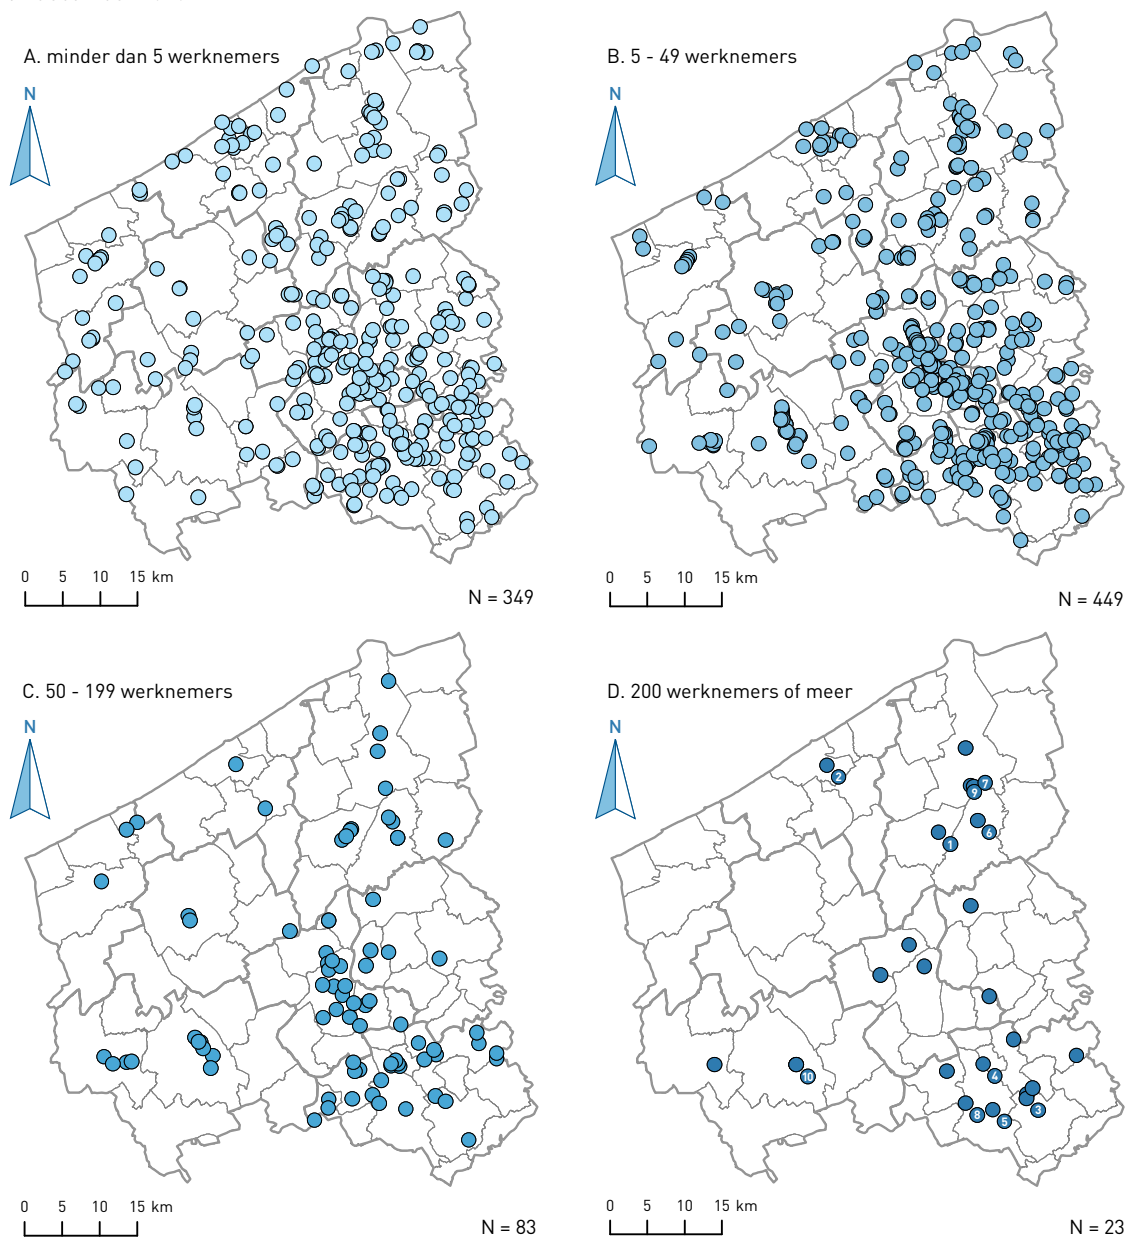 A. minder dan 5 werknemers
N
0 5 10 15 km
N = 349
B. 5 - 49 werknemers
N
0 5 10 15 km
N = 449
C. 50 - 199 werknemers
N
0 5 10 15 km
N = 83
D. 200 werknemers of meer
N
2
7
9
6
1
10
4
3
8
5
0 5 10 15 km
N = 23